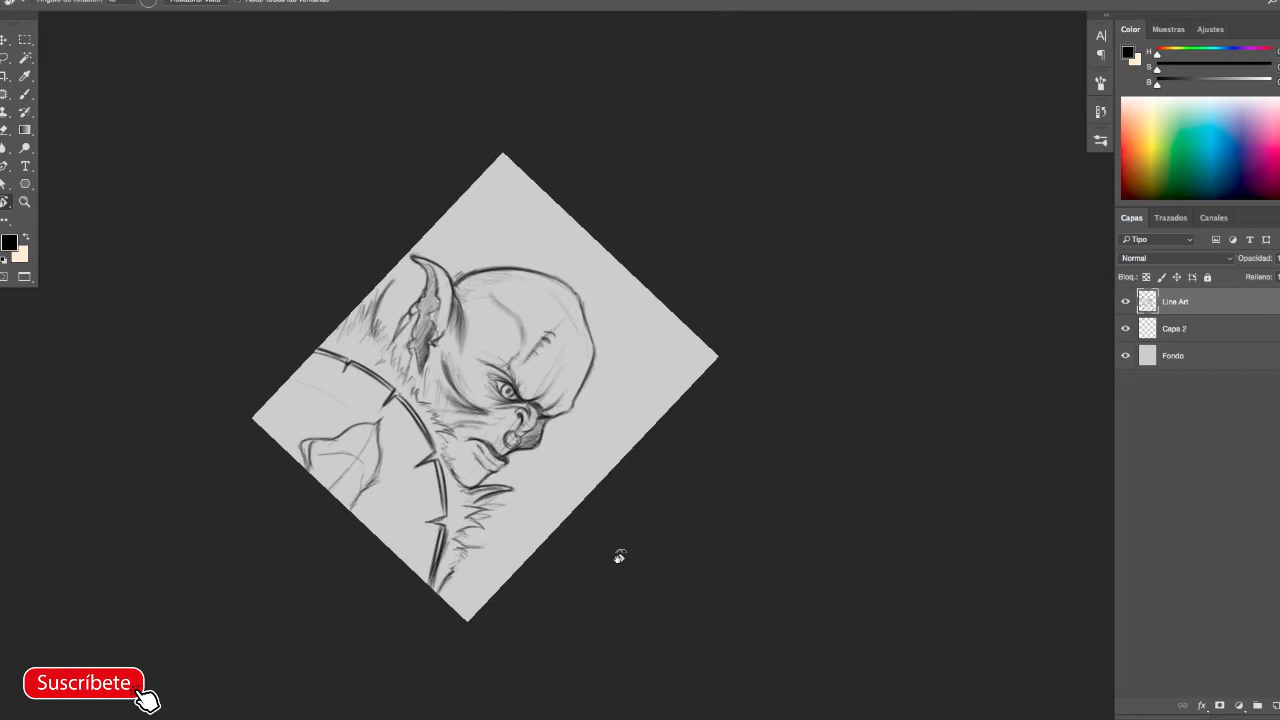 Color Muestras Ajustes
H
S
B
Capas Trazados Canales
Tipo
Normal Opacidad:
Bloq.: Relleno:
Line Art
Capa 2
Fondo
Suscríbete